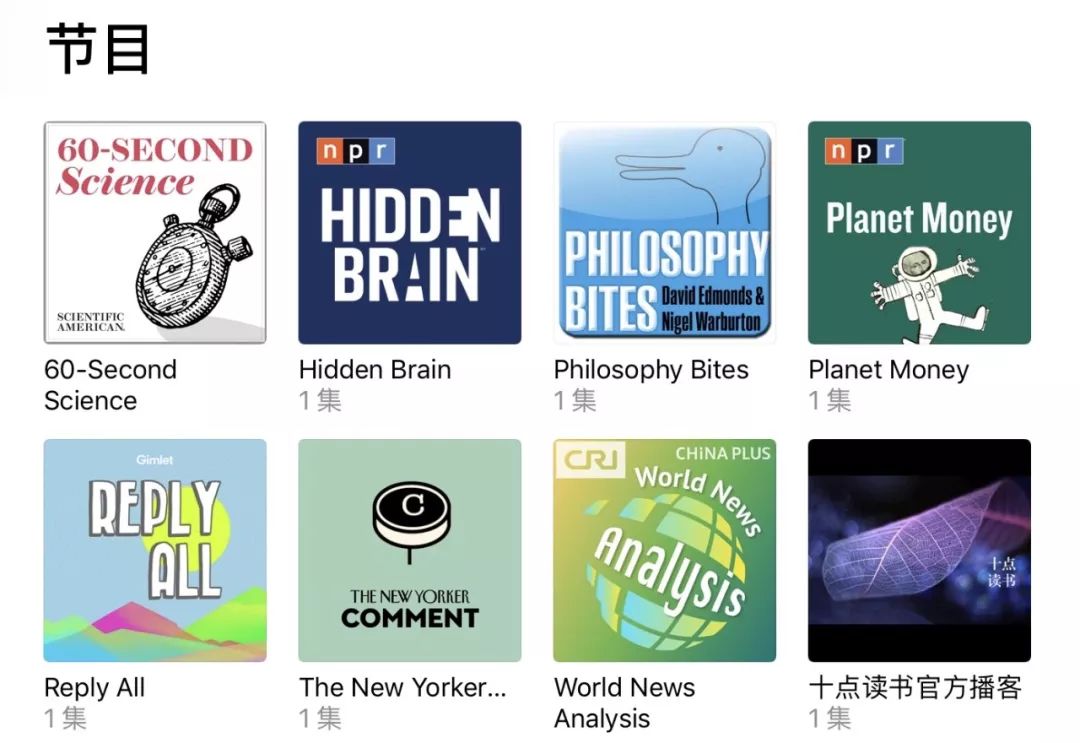 节目
60-SECOND
Science
SCIENTIFIC
AMERICAN.
npr
HIDDEN
BRAIN
PHILOSOPHY
BITES
David Edmonds &
Nigel Warburton
npr
Planet Money
60-Second
Science
Hidden Brain
1 集
Philosophy Bites
1 集
Planet Money
1 集
Gimlet
REPLY
ALL
C
THE NEW YORKER
COMMENT
CRI
CHiNA PLUS
World News
Analysis
十点
读书
Reply All
1 集
The New Yorker...
1 集
World News
Analysis
十点读书官方播客
1 集